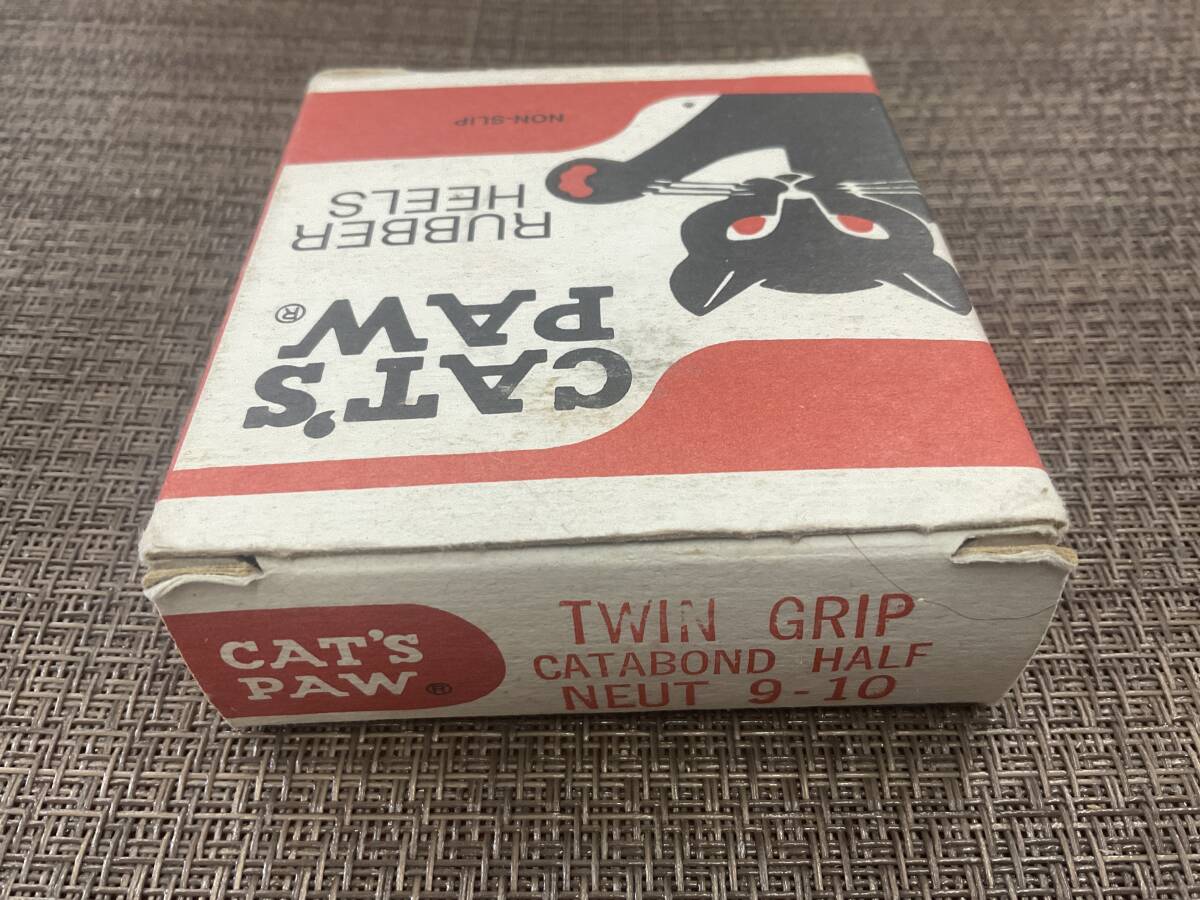 CAT'S
PAW®
RUBBER
HEELS
NON-SLIP
CAT'S
PAW®
TWIN GRIP
CATABOND HALF
NEUT 9-10